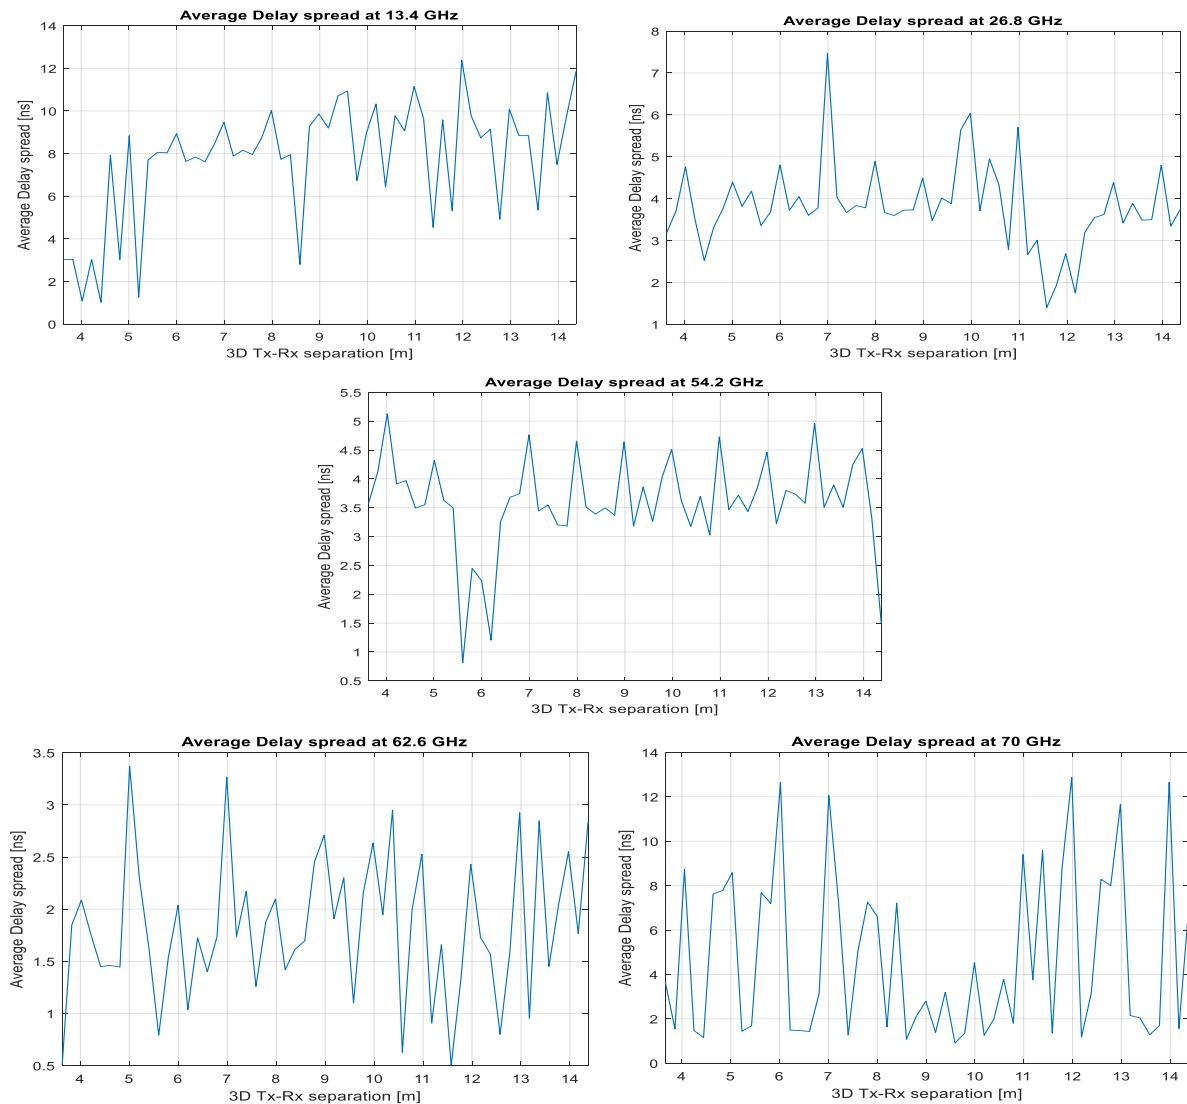 Average Delay spread at 13.4 GHz
14
12
10
8
6
4
2
0
Average Delay spread [ns]
4 5 6 7 8 9 10 11 12 13 14
3D Tx-Rx separation [m]
Average Delay spread at 26.8 GHz
8
7
6
5
4
3
2
1
Average Delay spread [ns]
4 5 6 7 8 9 10 11 12 13 14
3D Tx-Rx separation [m]
Average Delay spread at 54.2 GHz
5.5
5
4.5
4
3.5
3
2.5
2
1.5
1
0.5
Average Delay spread [ns]
4 5 6 7 8 9 10 11 12 13 14
3D Tx-Rx separation [m]
Average Delay spread at 62.6 GHz
3.5
3
2.5
2
1.5
1
0.5
Average Delay spread [ns]
4 5 6 7 8 9 10 11 12 13 14
3D Tx-Rx separation [m]
Average Delay spread at 70 GHz
14
12
10
8
6
4
2
0
Average Delay spread [ns]
4 5 6 7 8 9 10 11 12 13 14
3D Tx-Rx separation [m]